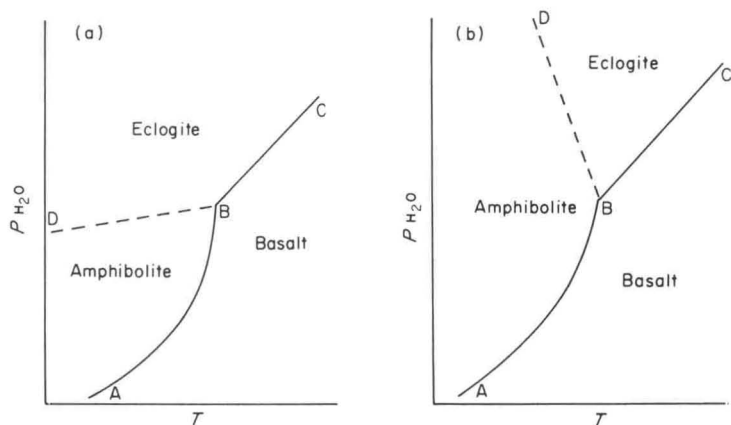 (a)
Eclogite
C
D
B
P H₂O
Amphibolite
Basalt
A
T
(b)
D
Eclogite
C
B
P H₂O
Amphibolite
Basalt
A
T